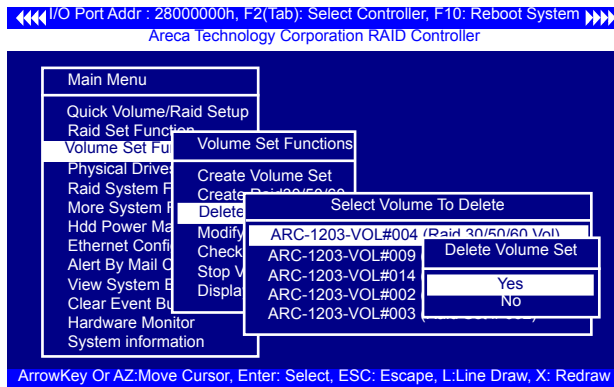 I/O Port Addr : 28000000h, F2(Tab): Select Controller, F10: Reboot System
Areca Technology Corporation RAID Controller
Main Menu
Quick Volume/Raid Setup
Raid Set Function
Volume Set Fu
Physical Drive
Raid System F
More System F
Hdd Power Ma
Ethernet Confi
Alert By Mail C
View System E
Clear Event Bu
Hardware Monitor
System information
Volume Set Functions
Create Volume Set
Create Raid30/50/60
Delete
Modify
Check
Stop V
Displa
Select Volume To Delete
ARC-1203-VOL#004 (Raid 30/50/60 Vol)
ARC-1203-VOL#009
ARC-1203-VOL#014
ARC-1203-VOL#002
ARC-1203-VOL#003
Delete Volume Set
Yes
No
ArrowKey Or AZ:Move Cursor, Enter: Select, ESC: Escape, L:Line Draw, X: Redraw